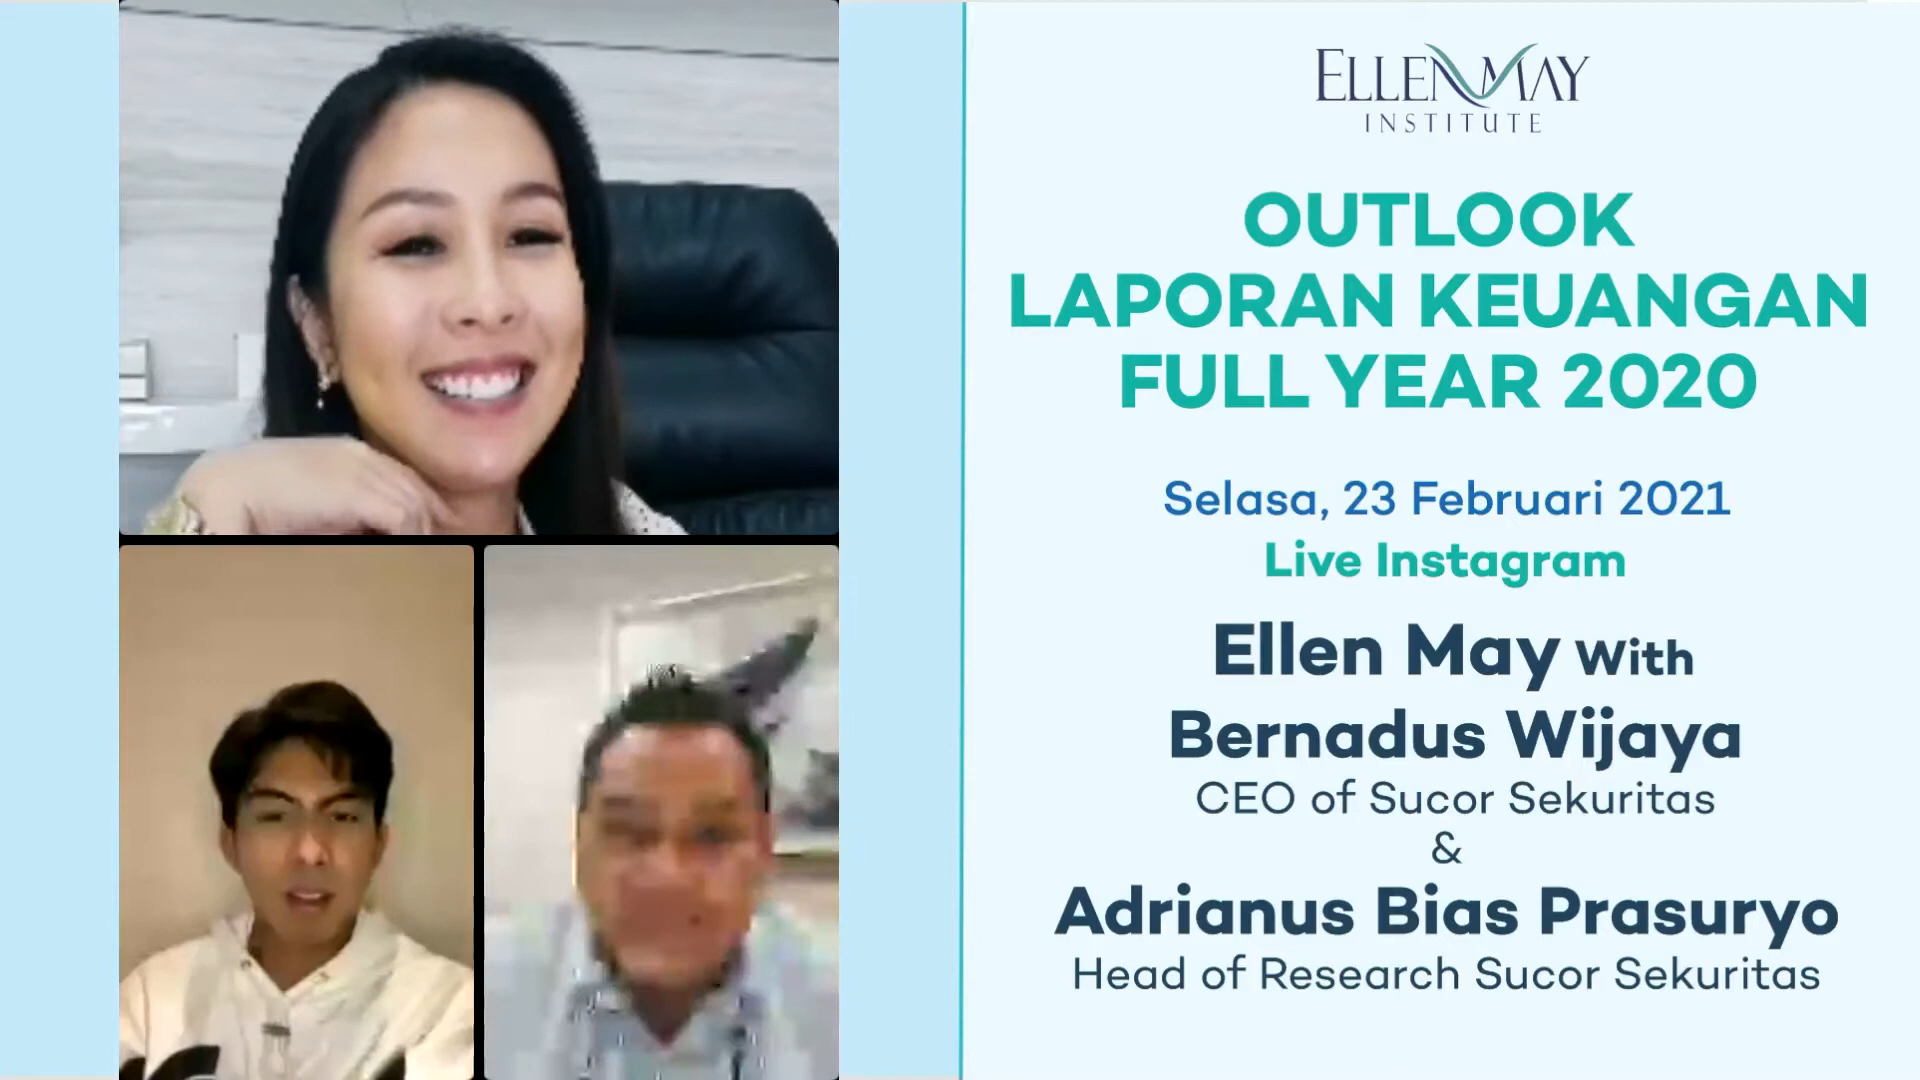 ELLEN MAY
INSTITUTE
OUTLOOK
LAPORAN KEUANGAN
FULL YEAR 2020
Selasa, 23 Februari 2021
Live Instagram
Ellen May With
Bernadus Wijaya
CEO of Sucor Sekuritas
&
Adrianus Bias Prasuryo
Head of Research Sucor Sekuritas